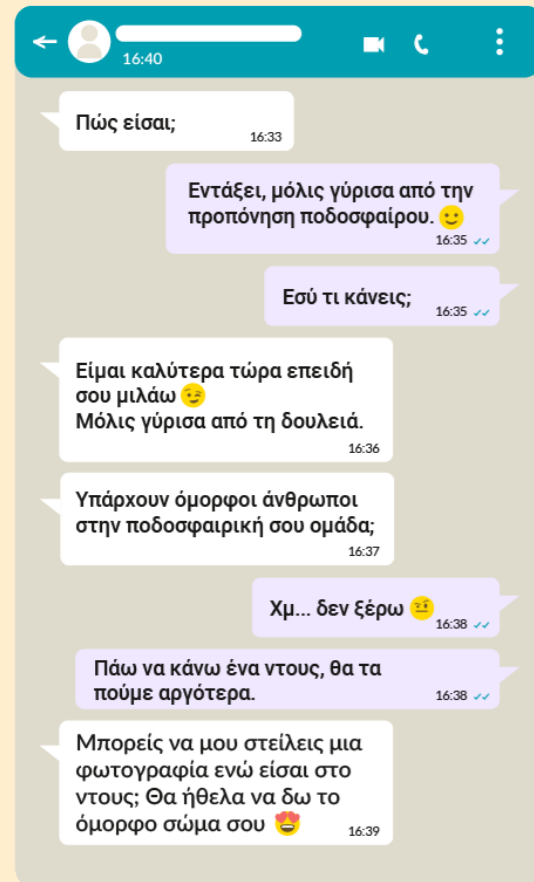 16:40
Πώς είσαι;
16:33
Εντάξει, μόλις γύρισα από την
προπόνηση ποδοσφαίρου. 🙂
16:35
Εσύ τι κάνεις;
16:35
Είμαι καλύτερα τώρα επειδή
σου μιλάω 😉
Μόλις γύρισα από τη δουλειά.
16:36
Υπάρχουν όμορφοι άνθρωποι
στην ποδοσφαιρική σου ομάδα;
16:37
Χμ... δεν ξέρω 🤨
16:38
Πάω να κάνω ένα ντους, θα τα
πούμε αργότερα.
16:38
Μπορείς να μου στείλεις μια
φωτογραφία ενώ είσαι στο
ντους; Θα ήθελα να δω το
όμορφο σώμα σου 😍
16:39